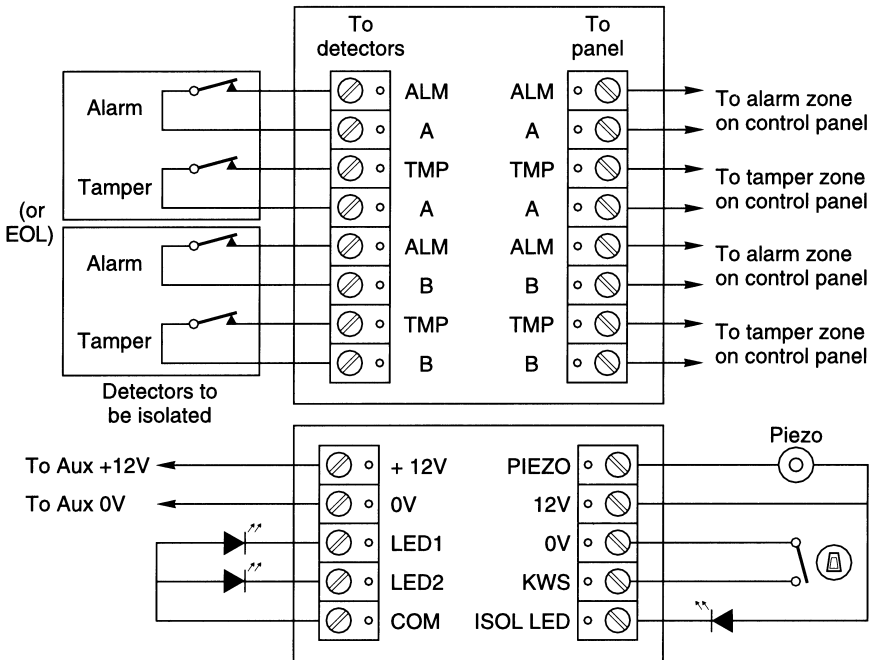 To
detectors
To
panel
Alarm
Tamper
(or
EOL)
Alarm
Tamper
Detectors to
be isolated
ALM
A
TMP
A
ALM
B
TMP
B
ALM
A
TMP
A
ALM
B
TMP
B
To alarm zone
on control panel
To tamper zone
on control panel
To alarm zone
on control panel
To tamper zone
on control panel
To Aux +12V
To Aux 0V
+ 12V
0V
LED1
LED2
COM
PIEZO
12V
0V
KWS
ISOL LED
Piezo